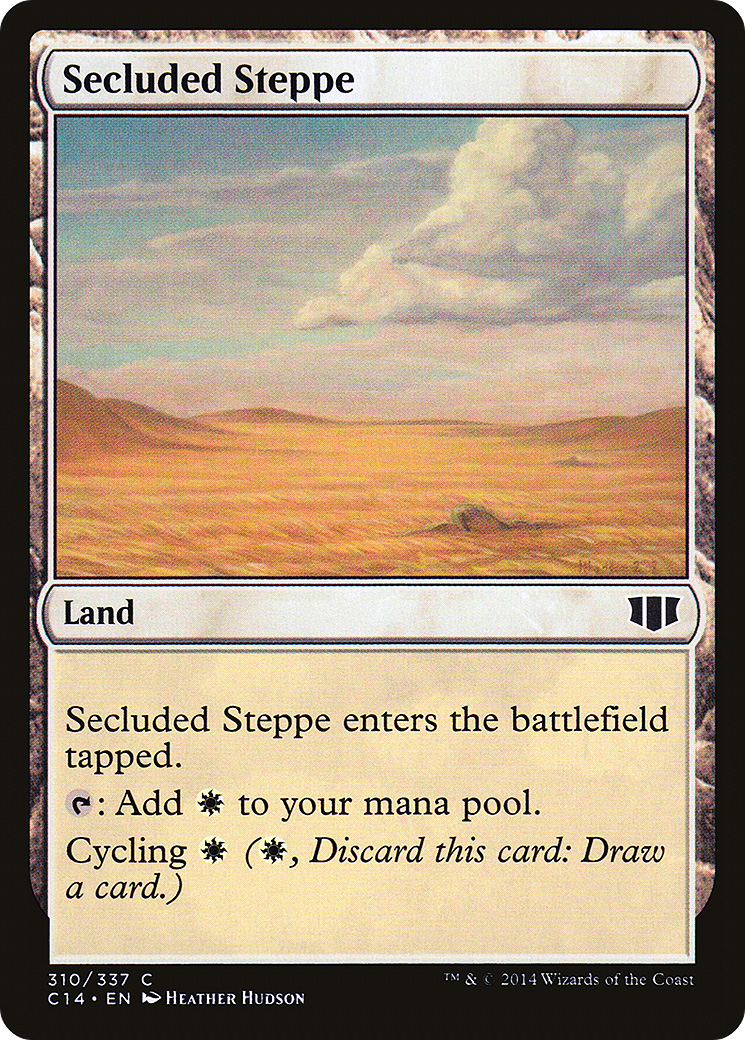 Secluded Steppe
Land
Secluded Steppe enters the battlefield
tapped.
: Add to your mana pool.
Cycling (, Discard this card: Draw
a card.)
310/337 C
C14 • EN Heather Hudson
™ & © 2014 Wizards of the Coast